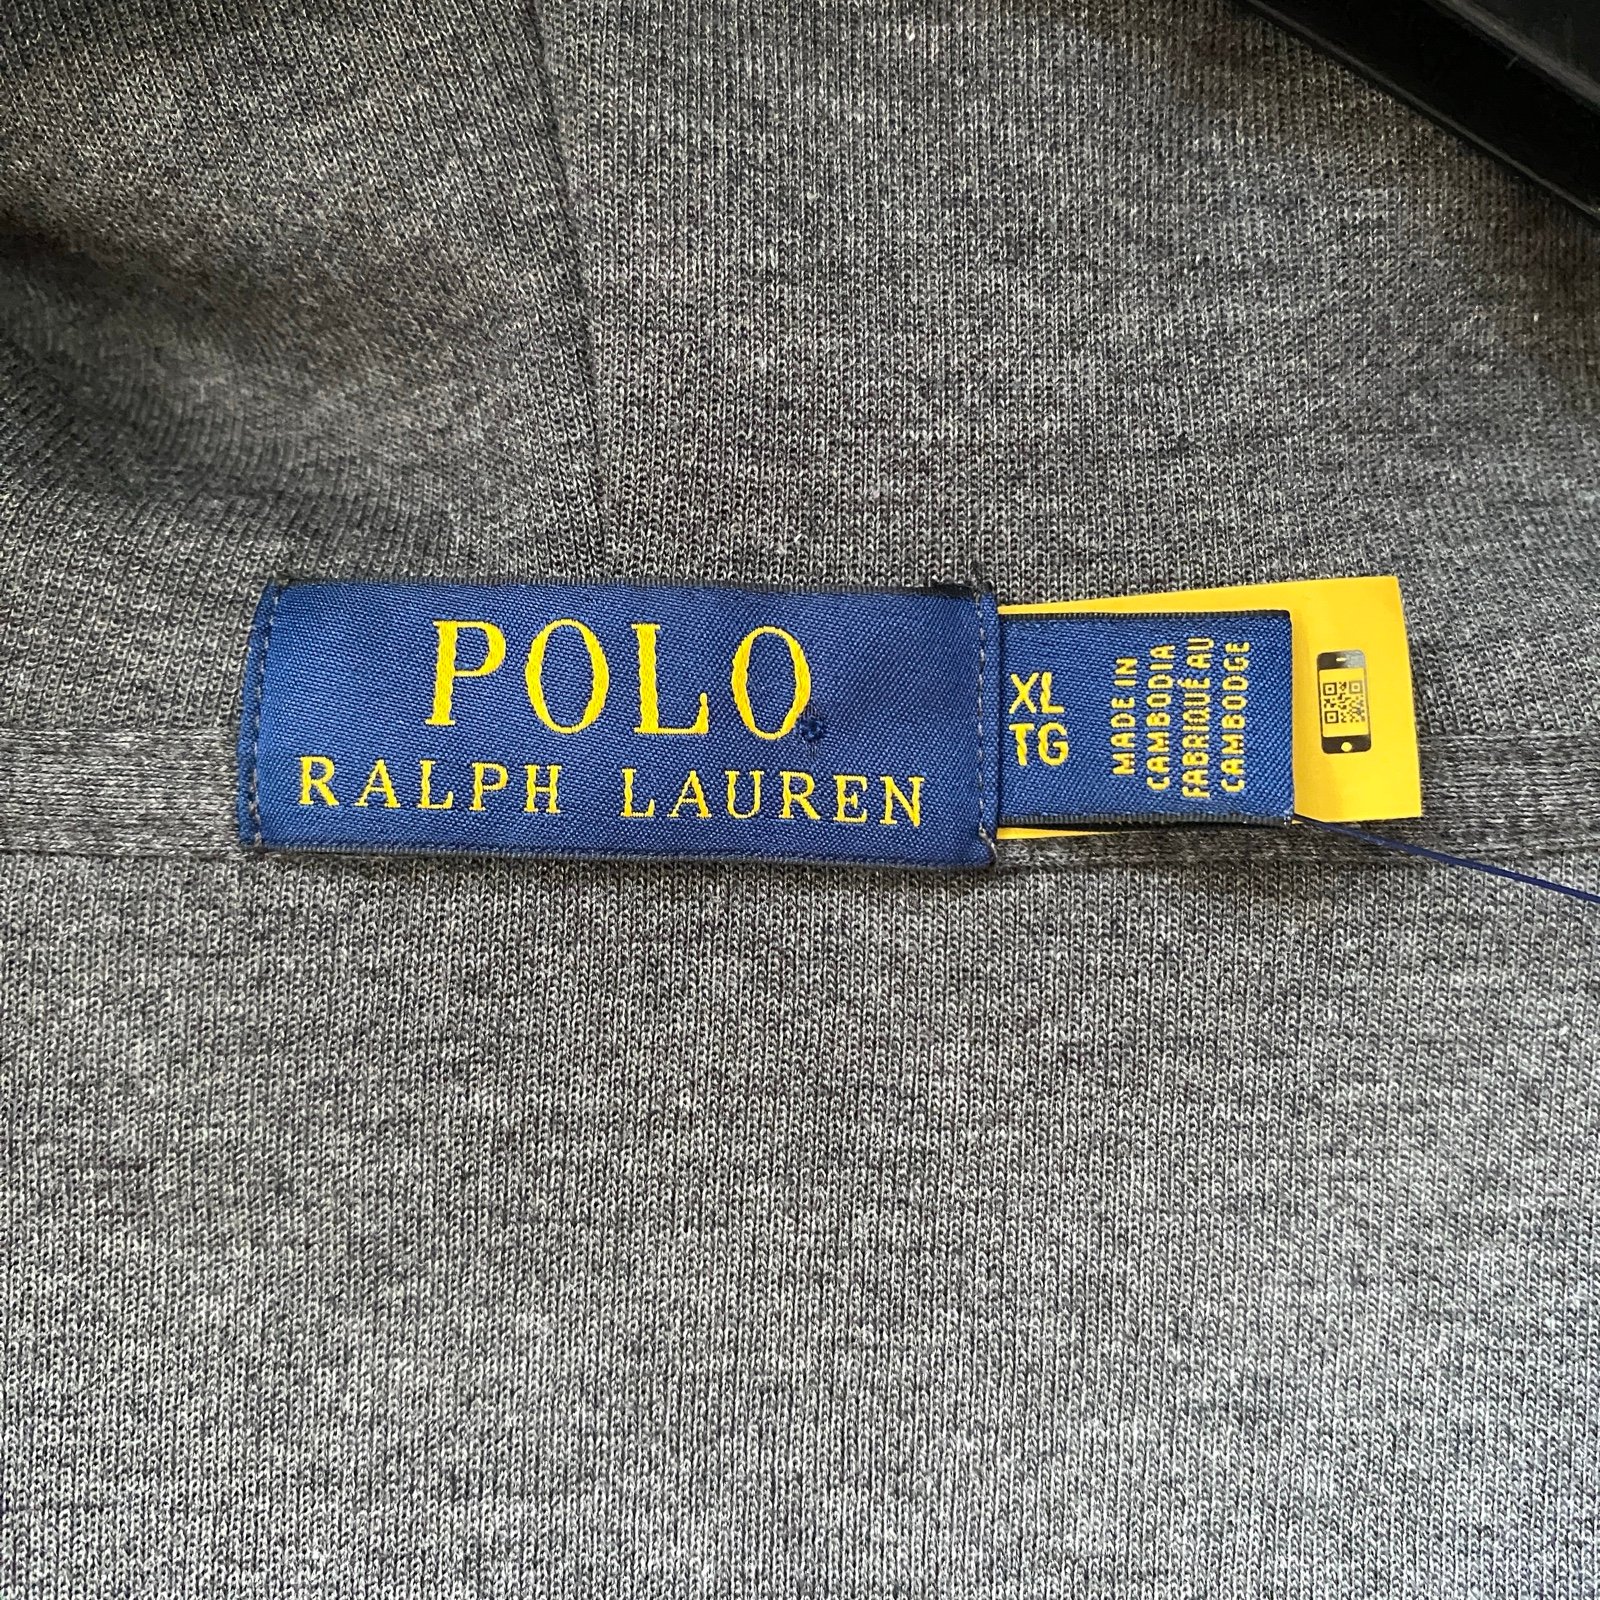 POLO
RALPH LAUREN
XL
TG
MADE IN
CAMBODIA
FABRIQUÉ AU
CAMBODGE